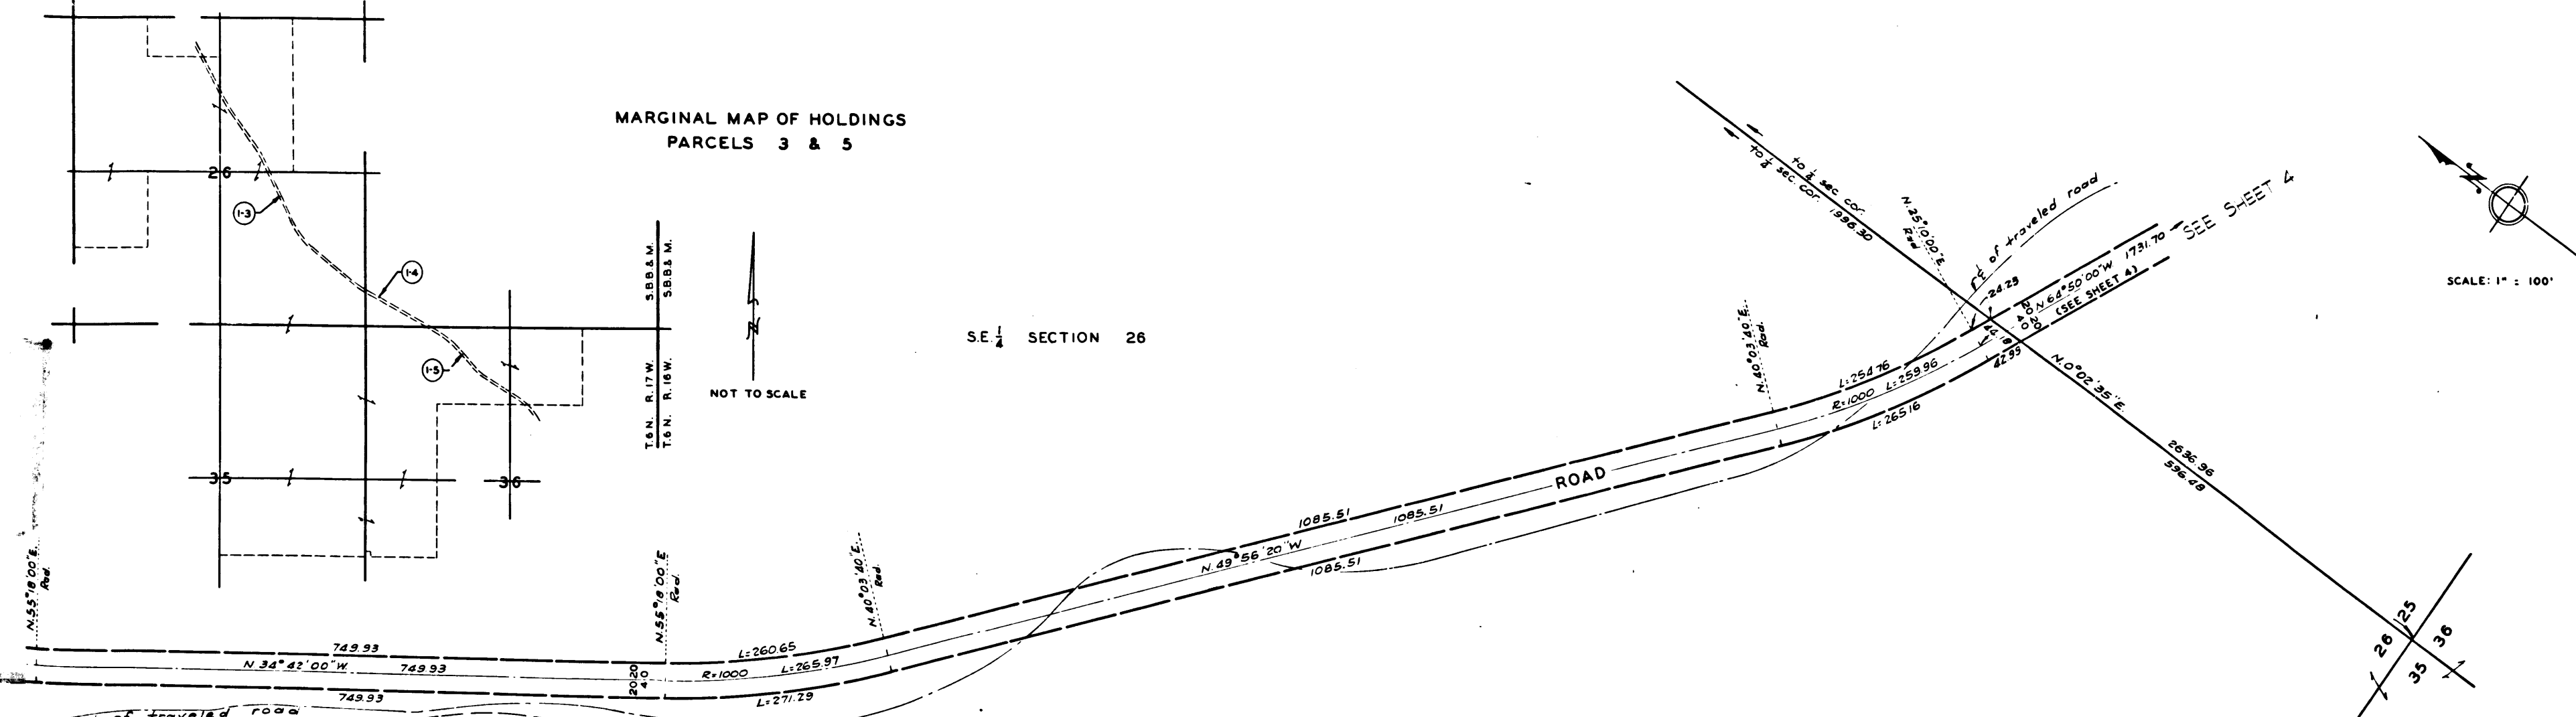 MARGINAL MAP OF HOLDINGS
PARCELS 3 & 5
26
1-3
1-4
1-5
35
36
T.6 N. R.17 W. S.B.B.& M.
T.6 N. R.16 W. S.B.B.& M.
N
NOT TO SCALE
S.E. 1/4 SECTION 26
to 1/4 sec cor.
to 1/4 sec. cor. 1996.30
N.25°10'00"E.
Rad
℄ of traveled road
24.25
SEE SHEET 4
N 64°50'00"W 1731.70
(SEE SHEET 4)
20 20
40
44.18
42.99
N
SCALE: 1" = 100'
N.0°02'35"E.
2636.96
596.48
25
26
36
35
N.40°03'40"E.
Rad.
L=254.76
R=1000 L=259.96
L=265.16
ROAD
1085.51
1085.51
N.49°56'20"W
1085.51
N.40°03'40"E.
Rad.
N.55°18'00"E
Rad.
N.55°18'00"E.
Rad.
749.93
N 34°42'00"W. 749.93
749.93
20 20
40
L=260.65
R=1000 L=265.97
L=271.29
of traveled road